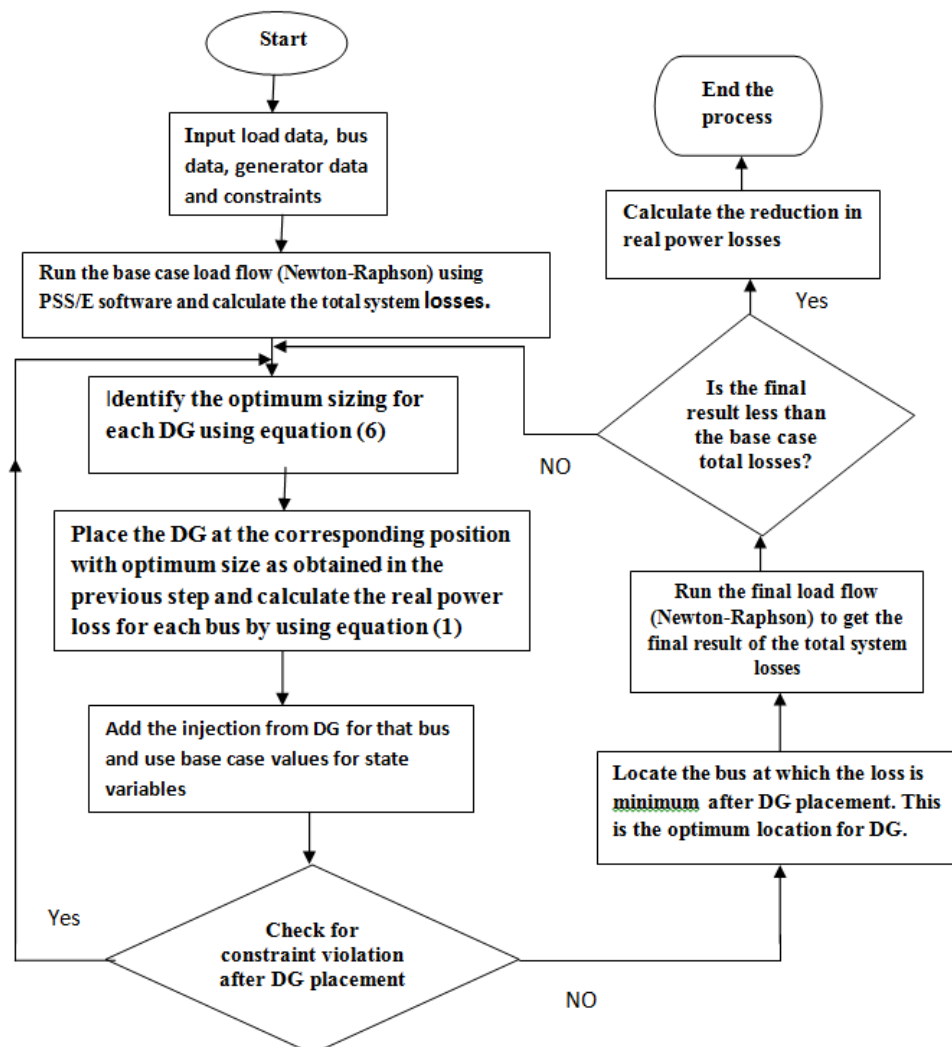 Start
Input load data, bus
data, generator data
and constraints
Run the base case load flow (Newton-Raphson) using
PSS/E software and calculate the total system losses.
Identify the optimum sizing for
each DG using equation (6)
Place the DG at the corresponding position
with optimum size as obtained in the
previous step and calculate the real power
loss for each bus by using equation (1)
Add the injection from DG for that bus
and use base case values for state
variables
Yes
Check for
constraint violation
after DG placement
NO
Locate the bus at which the loss is
minimum after DG placement. This
is the optimum location for DG.
Run the final load flow
(Newton-Raphson) to get the
final result of the total system
losses
Is the final
result less than
the base case
total losses?
NO
Yes
Calculate the reduction in
real power losses
End the
process